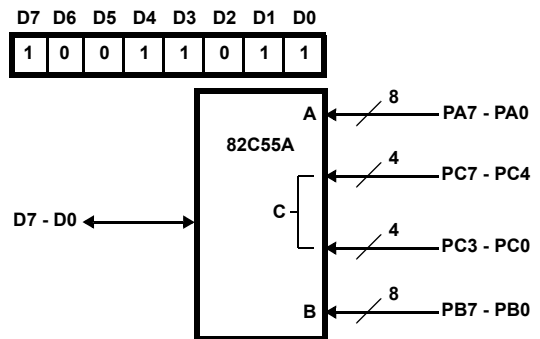 D7 D6 D5 D4 D3 D2 D1 D0
1 0 0 1 1 0 1 1
A 8 PA7 - PA0
82C55A
4 PC7 - PC4
D7 - D0 C
4 PC3 - PC0
B 8 PB7 - PB0